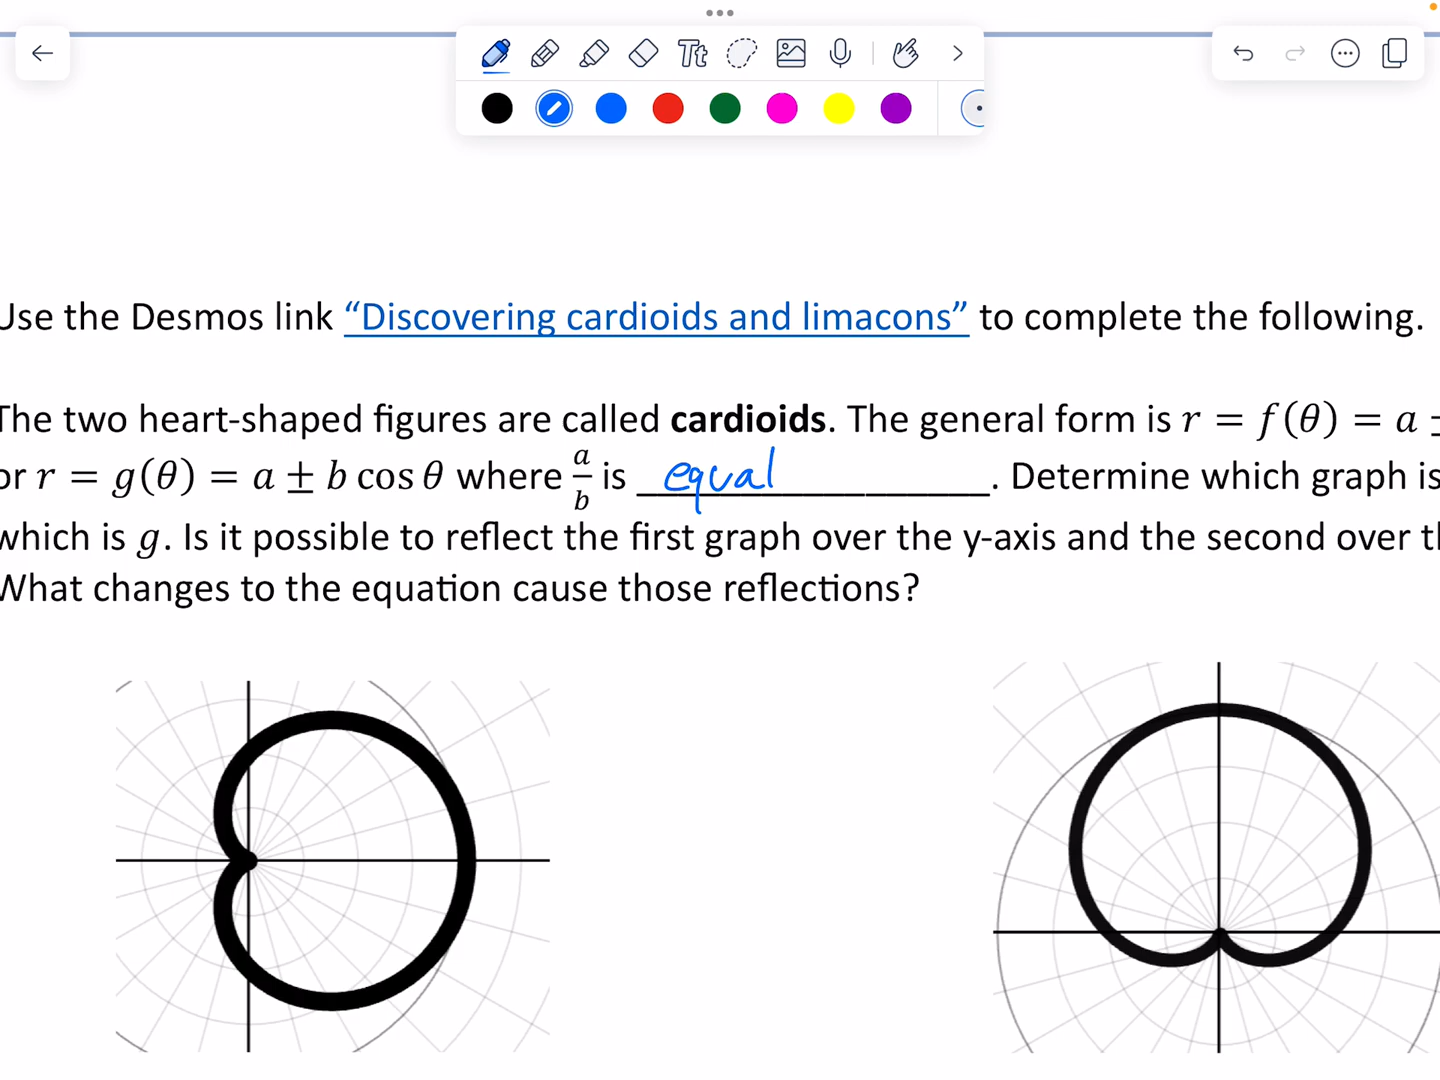 Tt
Use the Desmos link “Discovering cardioids and limacons” to complete the following.
The two heart-shaped figures are called cardioids. The general form is r = f(θ) = a
or r = g(θ) = a ± b cos θ where a/b is equal. Determine which graph is
which is g. Is it possible to reflect the first graph over the y-axis and the second over
What changes to the equation cause those reflections?